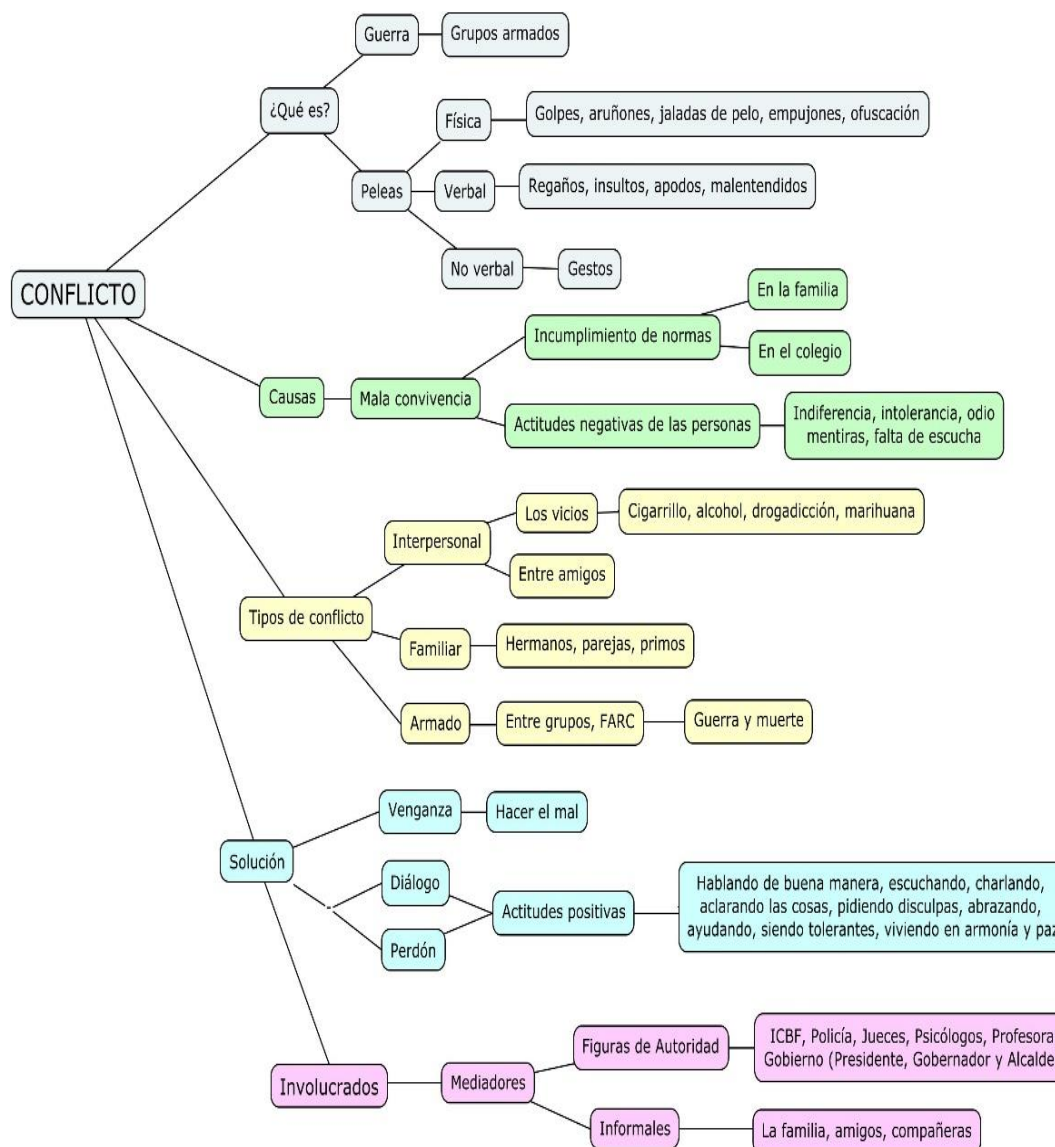 Guerra
Grupos armados
¿Qué es?
Física
Golpes, aruñones, jaladas de pelo, empujones, ofuscación
Peleas
Verbal
Regaños, insultos, apodos, malentendidos
No verbal
Gestos
CONFLICTO
En la familia
Incumplimiento de normas
En el colegio
Causas
Mala convivencia
Actitudes negativas de las personas
Indiferencia, intolerancia, odio
mentiras, falta de escucha
Los vicios
Cigarrillo, alcohol, drogadicción, marihuana
Interpersonal
Entre amigos
Tipos de conflicto
Familiar
Hermanos, parejas, primos
Armado
Entre grupos, FARC
Guerra y muerte
Venganza
Hacer el mal
Solución
Diálogo
Actitudes positivas
Hablando de buena manera, escuchando, charlando,
aclarando las cosas, pidiendo disculpas, abrazando,
ayudando, siendo tolerantes, viviendo en armonía y paz
Perdón
Figuras de Autoridad
ICBF, Policía, Jueces, Psicólogos, Profesora
Gobierno (Presidente, Gobernador y Alcalde
Involucrados
Mediadores
Informales
La familia, amigos, compañeras